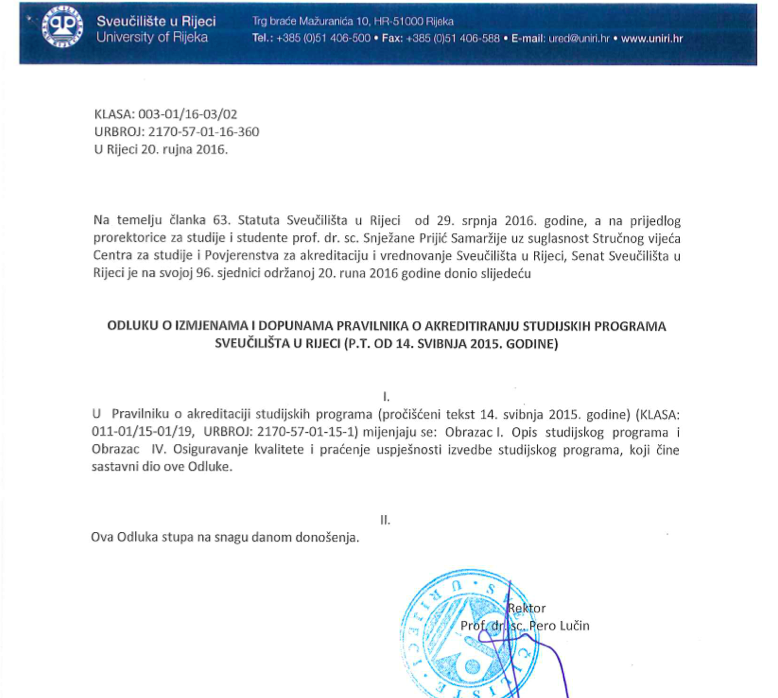 Sveučilište u Rijeci
University of Rijeka
Trg braće Mažuranića 10, HR-51000 Rijeka
Tel.: +385 (0)51 406-500 • Fax: +385 (0)51 406-588 • E-mail: ured@uniri.hr • www.uniri.hr
KLASA: 003-01/16-03/02
URBROJ: 2170-57-01-16-360
U Rijeci 20. rujna 2016.
Na temelju članka 63. Statuta Sveučilišta u Rijeci od 29. srpnja 2016. godine, a na prijedlog
prorektorice za studije i studente prof. dr. sc. Snježane Prijić Samaržije uz suglasnost Stručnog vijeća
Centra za studije i Povjerenstva za akreditaciju i vrednovanje Sveučilišta u Rijeci, Senat Sveučilišta u
Rijeci je na svojoj 96. sjednici održanoj 20. runa 2016 godine donio slijedeću
ODLUKU O IZMJENAMA I DOPUNAMA PRAVILNIKA O AKREDITIRANJU STUDIJSKIH PROGRAMA
SVEUČILIŠTA U RIJECI (P.T. OD 14. SVIBNJA 2015. GODINE)
I.
U Pravilniku o akreditaciji studijskih programa (pročišćeni tekst 14. svibnja 2015. godine) (KLASA:
011-01/15-01/19, URBROJ: 2170-57-01-15-1) mijenjaju se: Obrazac I. Opis studijskog programa i
Obrazac IV. Osiguravanje kvalitete i praćenje uspješnosti izvedbe studijskog programa, koji čine
sastavni dio ove Odluke.
II.
Ova Odluka stupa na snagu danom donošenja.
Rektor
Prof. dr. sc. Pero Lučin